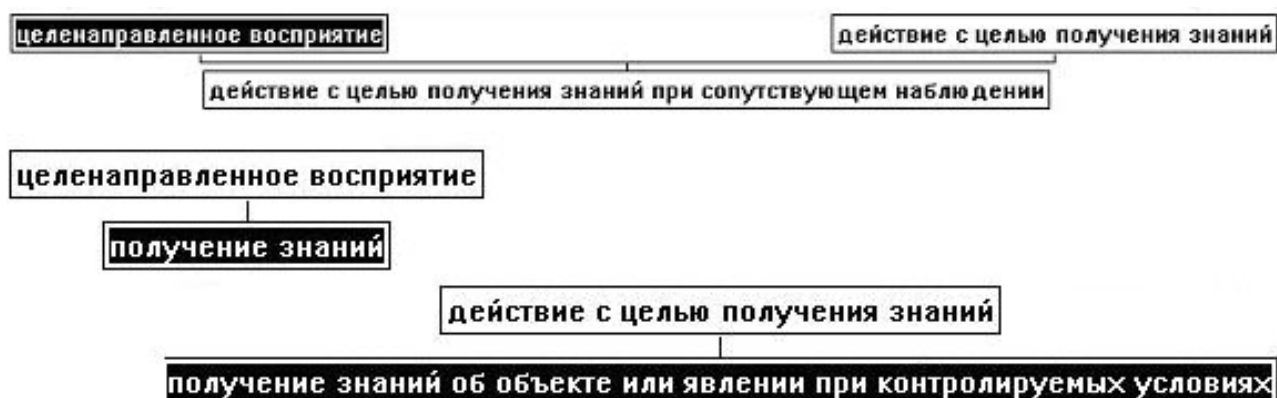 целенаправленное восприятие
действие с целью получения знаний
действие с целью получения знаний при сопутствующем наблюдении
целенаправленное восприятие
получение знаний
действие с целью получения знаний
получение знаний об объекте или явлении при контролируемых условиях